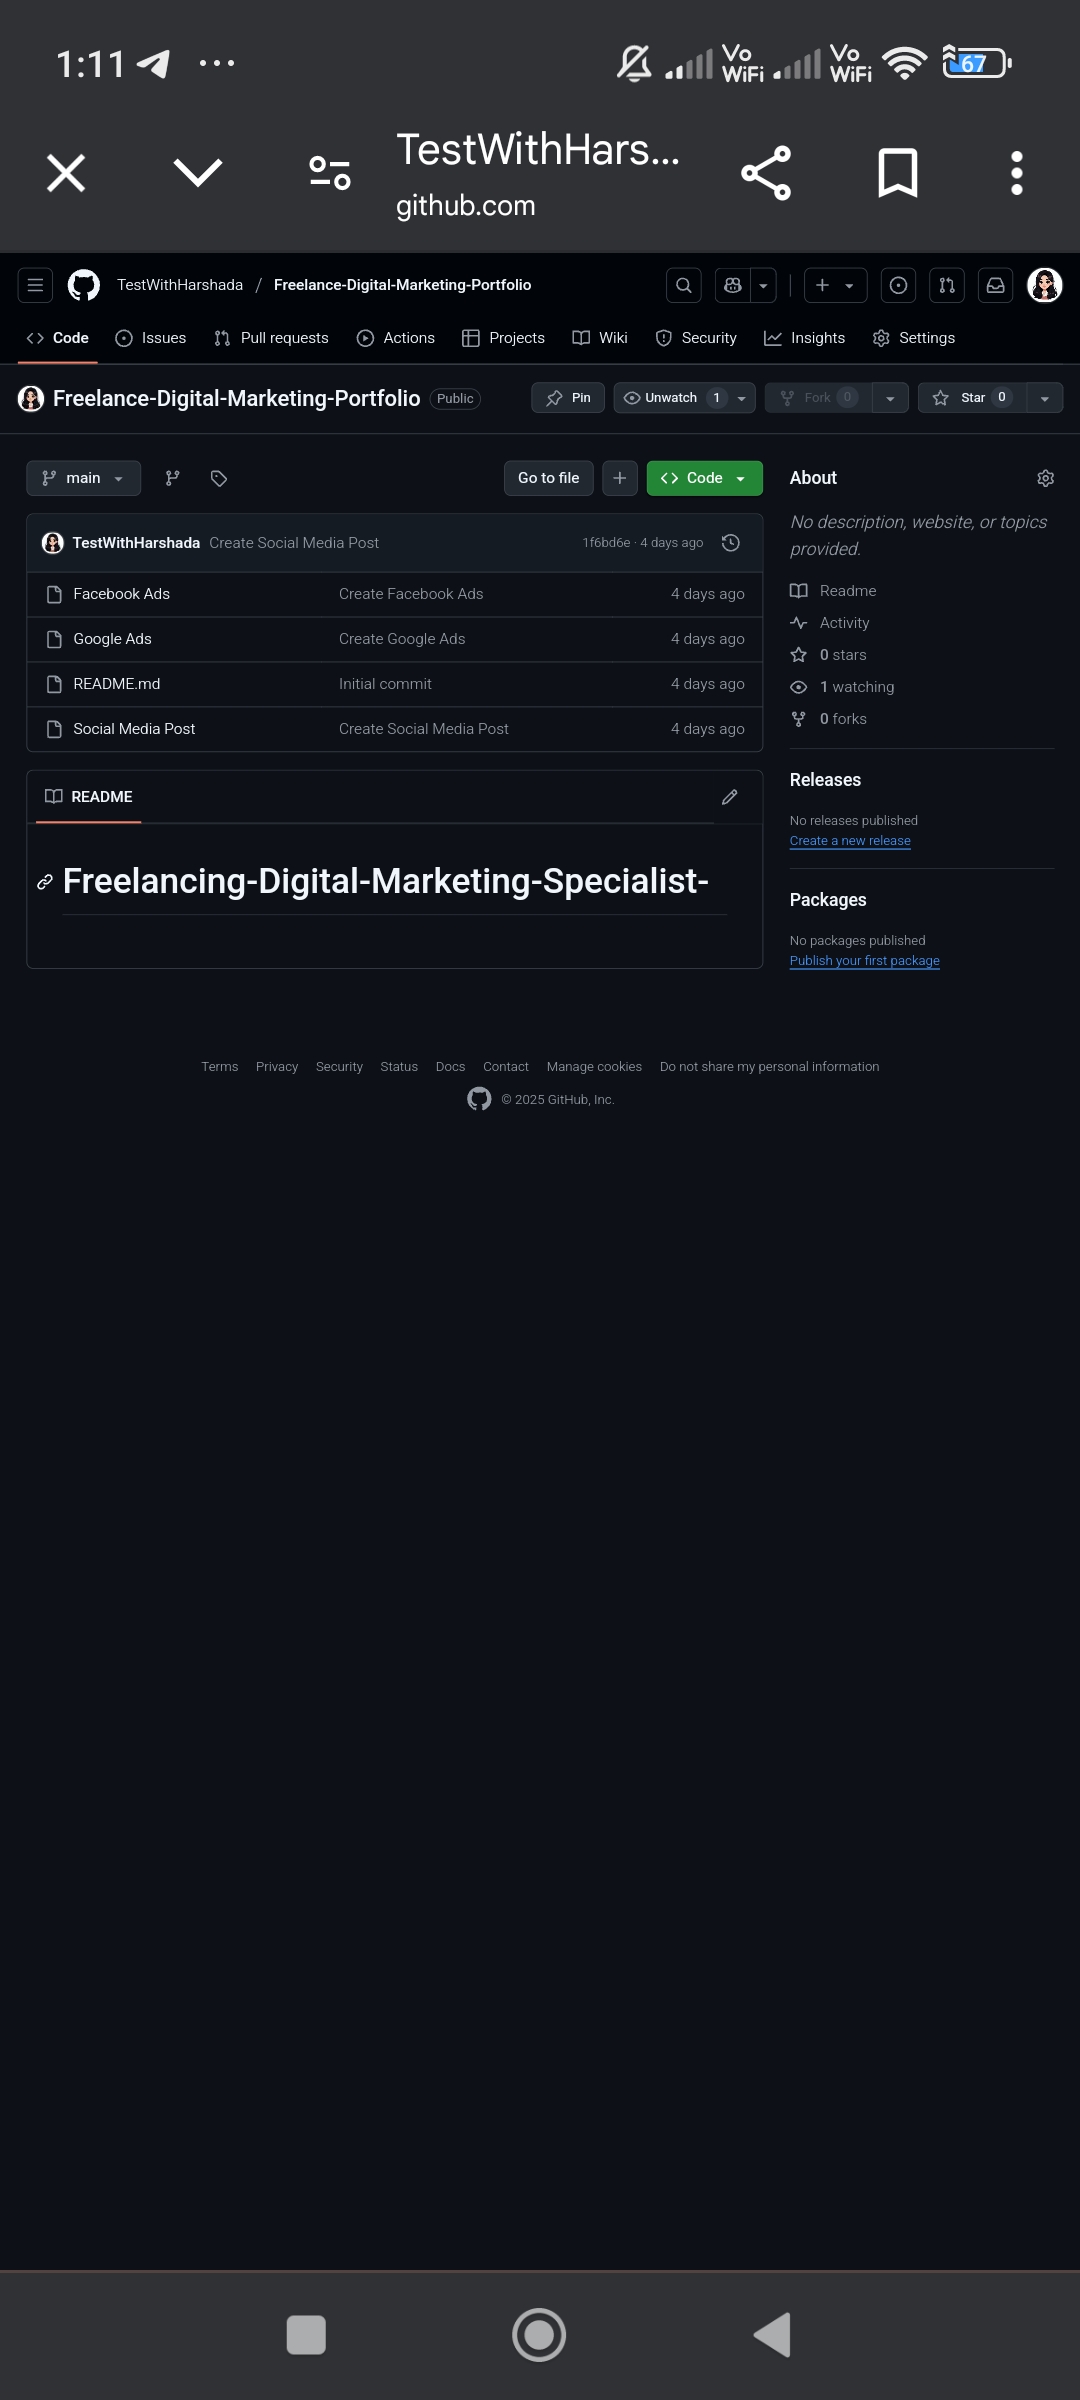 1:11
Vo WiFi Vo WiFi 67
TestWithHars...
github.com
TestWithHarshada / Freelance-Digital-Marketing-Portfolio
Code Issues Pull requests Actions Projects Wiki Security Insights Settings
Freelance-Digital-Marketing-Portfolio Public Pin Unwatch 1 Fork 0 Star 0
main Go to file Code
TestWithHarshada Create Social Media Post 1f6bd6e · 4 days ago
Facebook Ads Create Facebook Ads 4 days ago
Google Ads Create Google Ads 4 days ago
README.md Initial commit 4 days ago
Social Media Post Create Social Media Post 4 days ago
README
Freelancing-Digital-Marketing-Specialist-
About
No description, website, or topics
provided.
Readme
Activity
0 stars
1 watching
0 forks
Releases
No releases published
Create a new release
Packages
No packages published
Publish your first package
Terms Privacy Security Status Docs Contact Manage cookies Do not share my personal information
© 2025 GitHub, Inc.